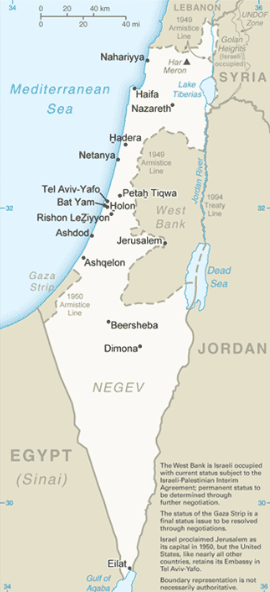 0 20 40 km
0 20 40 mi
LEBANON
1949
Armistice
Line
UNDOF
Zone
Golan
Heights
(Israeli
occupied)
Nahariyya
Har
Meron
SYRIA
Mediterranean
Sea
Haifa
Lake
Tiberias
Nazareth
Hadera
Netanya
1949
Armistice
Line
Jordan River
Tel Aviv-Yafo
Petaẖ Tiqwa
Bat Yam
Holon
1994
Treaty
Line
32
32
West
Bank
Rishon LeẔiyyon
Ashdod
Jerusalem
Ashqelon
Gaza
Strip
Dead
Sea
1950
Armistice
Line
Beersheba
Dimona
JORDAN
NEGEV
EGYPT
(Sinai)
The West Bank is Israeli occupied
with current status subject to the
Israeli-Palestinian Interim
Agreement; permanent status to
be determined through
further negotiation.
The status of the Gaza Strip is a
final status issue to be resolved
through negotiations.
Israel proclaimed Jerusalem as
its capital in 1950, but the United
States, like nearly all other
countries, retains its Embassy in
Tel Aviv-Yafo.
Boundary representation is not
necessarily authoritative.
30
30
Eilat
Gulf of
Aqaba
34
36